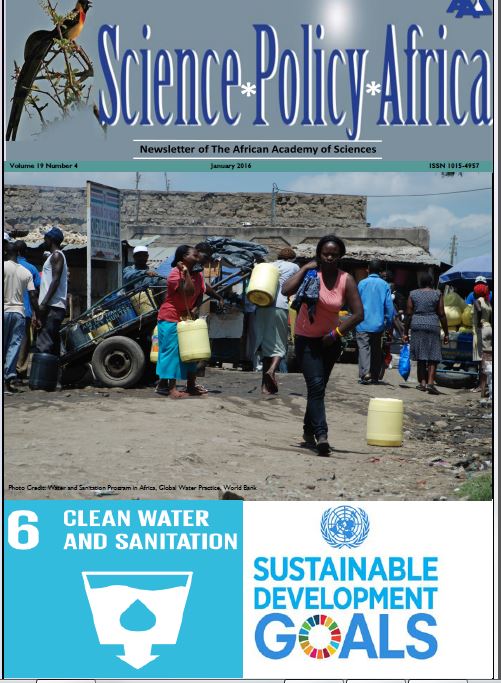 AAS
Science*Policy*Africa
Newsletter of The African Academy of Sciences
Volume 19 Number 4 January 2016 ISSN 1015-4957
Photo Credit: Water and Sanitation Program in Africa, Global Water Practice, World Bank
6 CLEAN WATER
AND SANITATION
SUSTAINABLE
DEVELOPMENT
GOALS